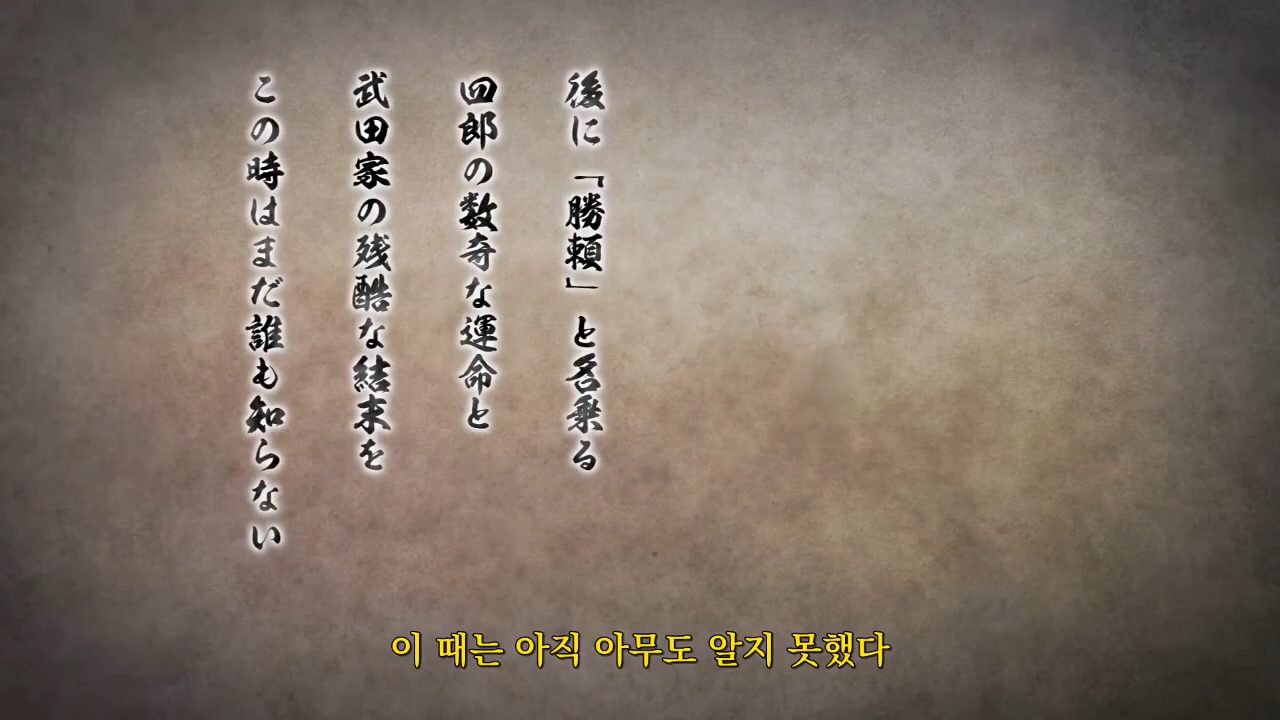 後に「勝頼」と名乗る
四郎の数奇な運命と
武田家の残酷な結末を
この時はまだ誰も知らない
이 때는 아직 아무도 알지 못했다